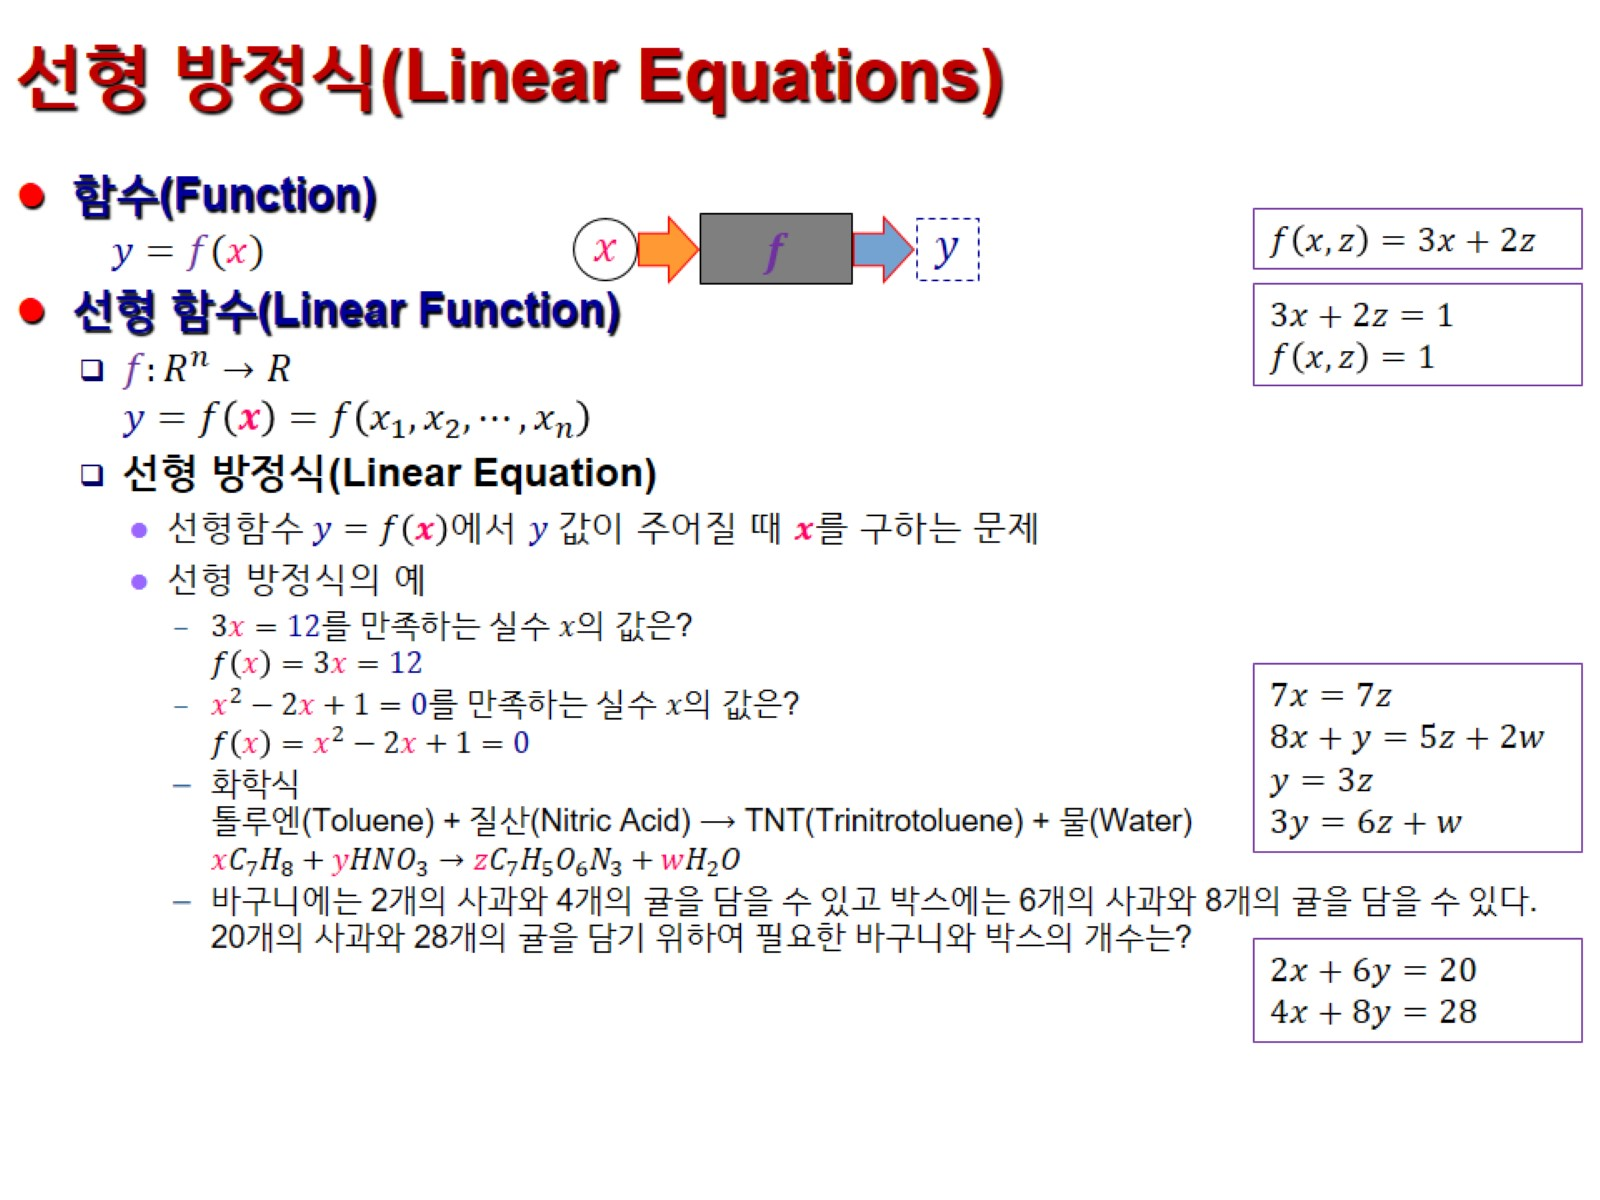 선형 방정식(Linear Equations)
● 함수(Function)
y = f(x)
x f y
f(x, z) = 3x + 2z
3x + 2z = 1
f(x, z) = 1
● 선형 함수(Linear Function)
❑ f: Rⁿ → R
y = f(x) = f(x₁, x₂, ⋯ , xₙ)
❑ 선형 방정식(Linear Equation)
● 선형함수 y = f(x)에서 y 값이 주어질 때 x를 구하는 문제
● 선형 방정식의 예
– 3x = 12를 만족하는 실수 x의 값은?
f(x) = 3x = 12
– x² − 2x + 1 = 0를 만족하는 실수 x의 값은?
f(x) = x² − 2x + 1 = 0
– 화학식
톨루엔(Toluene) + 질산(Nitric Acid) ⟶ TNT(Trinitrotoluene) + 물(Water)
xC₇H₈ + yHNO₃ → zC₇H₅O₆N₃ + wH₂O
7x = 7z
8x + y = 5z + 2w
y = 3z
3y = 6z + w
– 바구니에는 2개의 사과와 4개의 귤을 담을 수 있고 박스에는 6개의 사과와 8개의 귤을 담을 수 있다.
20개의 사과와 28개의 귤을 담기 위하여 필요한 바구니와 박스의 개수는?
2x + 6y = 20
4x + 8y = 28